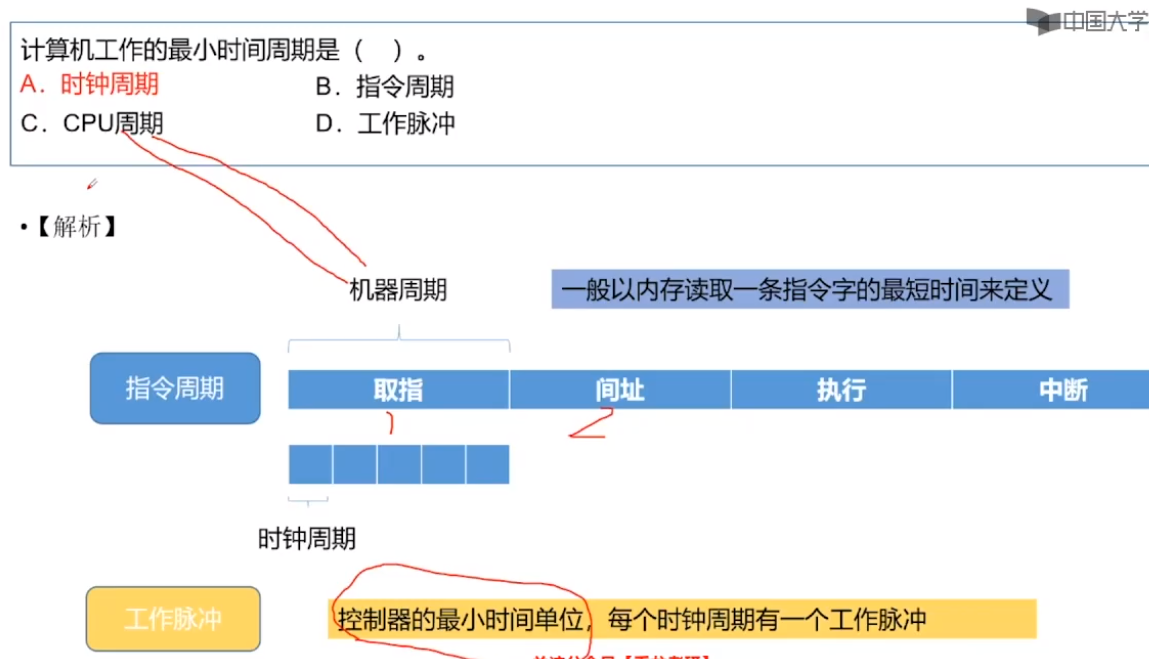 中国大学
计算机工作的最小时间周期是（ ）。
A．时钟周期 B．指令周期
C．CPU周期 D．工作脉冲
•【解析】
机器周期 一般以内存读取一条指令字的最短时间来定义
指令周期 取指 间址 执行 中断
1 2
时钟周期
工作脉冲 控制器的最小时间单位，每个时钟周期有一个工作脉冲